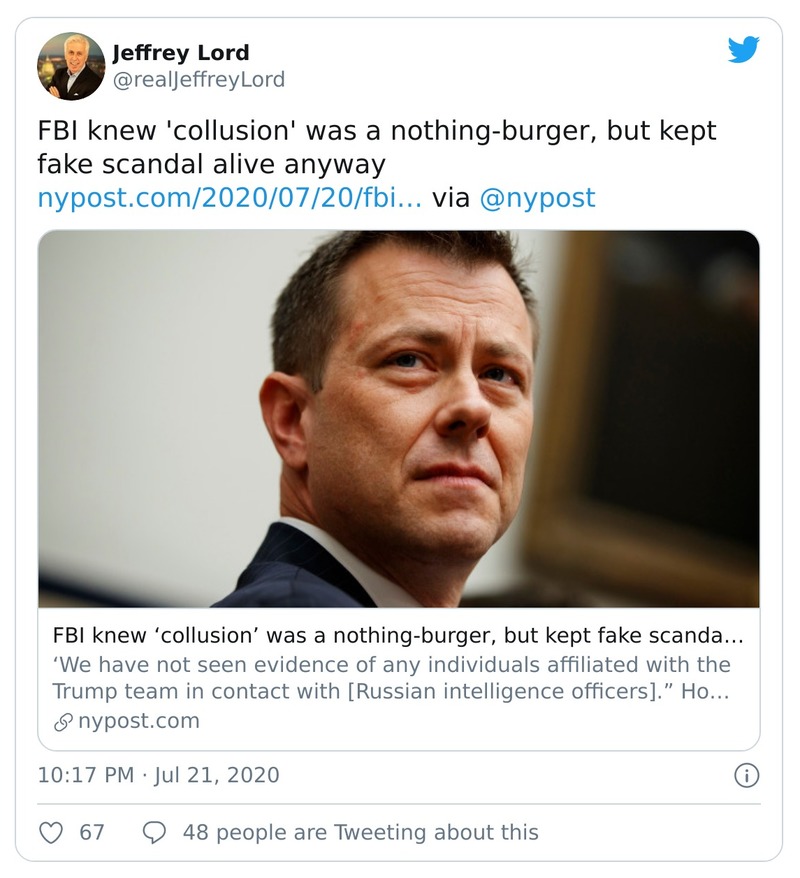 Jeffrey Lord
@realJeffreyLord
FBI knew 'collusion' was a nothing-burger, but kept
fake scandal alive anyway
nypost.com/2020/07/20/fbi… via @nypost
FBI knew ‘collusion’ was a nothing-burger, but kept fake scanda…
‘We have not seen evidence of any individuals affiliated with the
Trump team in contact with [Russian intelligence officers].” Ho…
nypost.com
10:17 PM · Jul 21, 2020
67 48 people are Tweeting about this